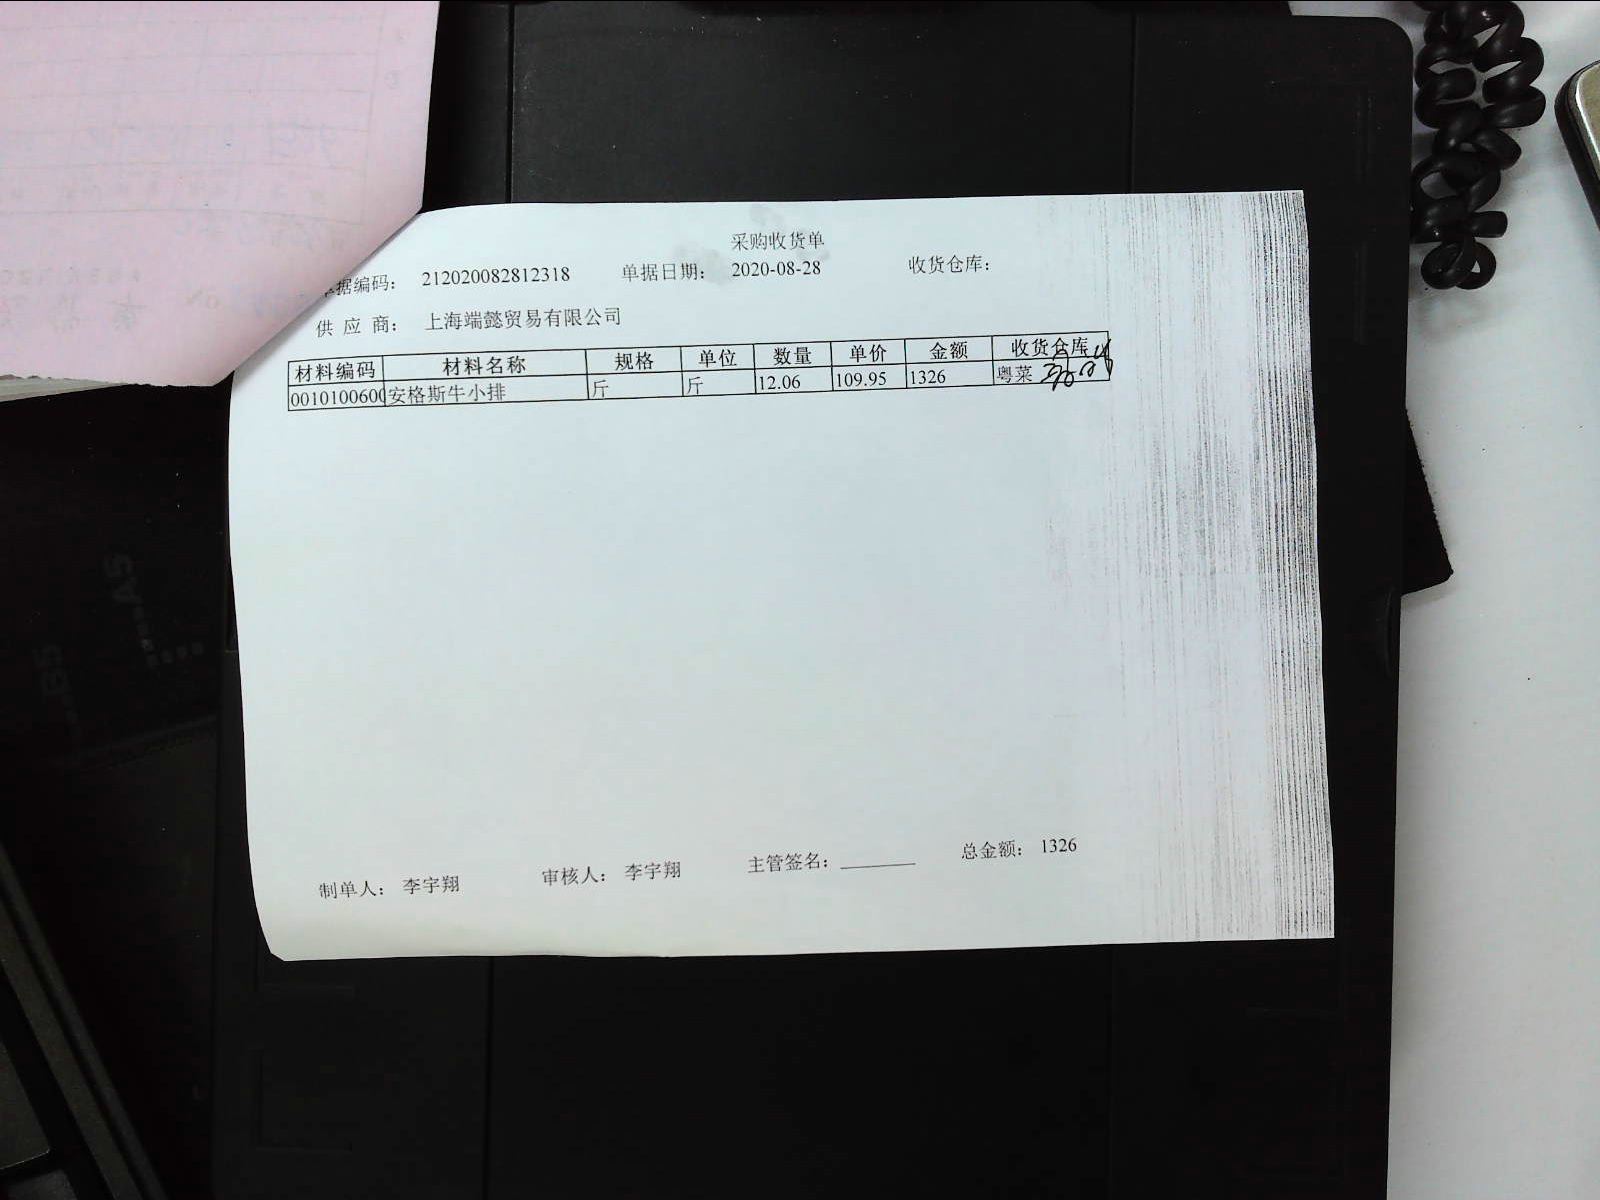 采购收货单
单据编码： 212020082812318 单据日期： 2020-08-28 收货仓库：
供 应 商： 上海端懿贸易有限公司
材料编码 材料名称 规格 单位 数量 单价 金额 收货仓库
0010100600 安格斯牛小排 斤 斤 12.06 109.95 1326 粤菜
制单人： 李宇翔 审核人： 李宇翔 主管签名： 总金额： 1326